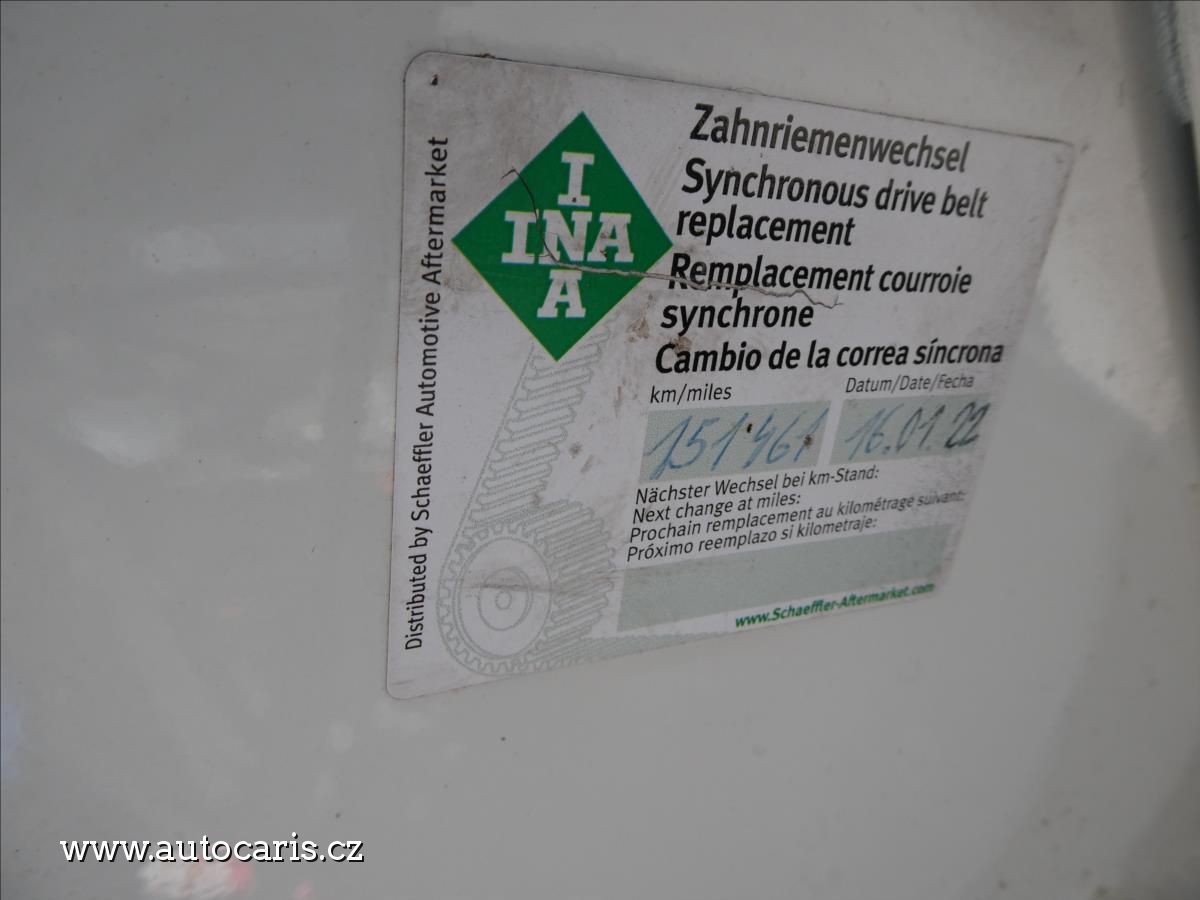 Distributed by Schaeffler Automotive Aftermarket
I
INA
A
Zahnriemenwechsel
Synchronous drive belt
replacement
Remplacement courroie
synchrone
Cambio de la correa síncrona
km/miles
Datum/Date/Fecha
151461
16.01.22
Nächster Wechsel bei km-Stand:
Next change at miles:
Prochain remplacement au kilométrage suivant:
Próximo reemplazo si kilometraje:
www.Schaeffler-Aftermarket.com
www.autocaris.cz